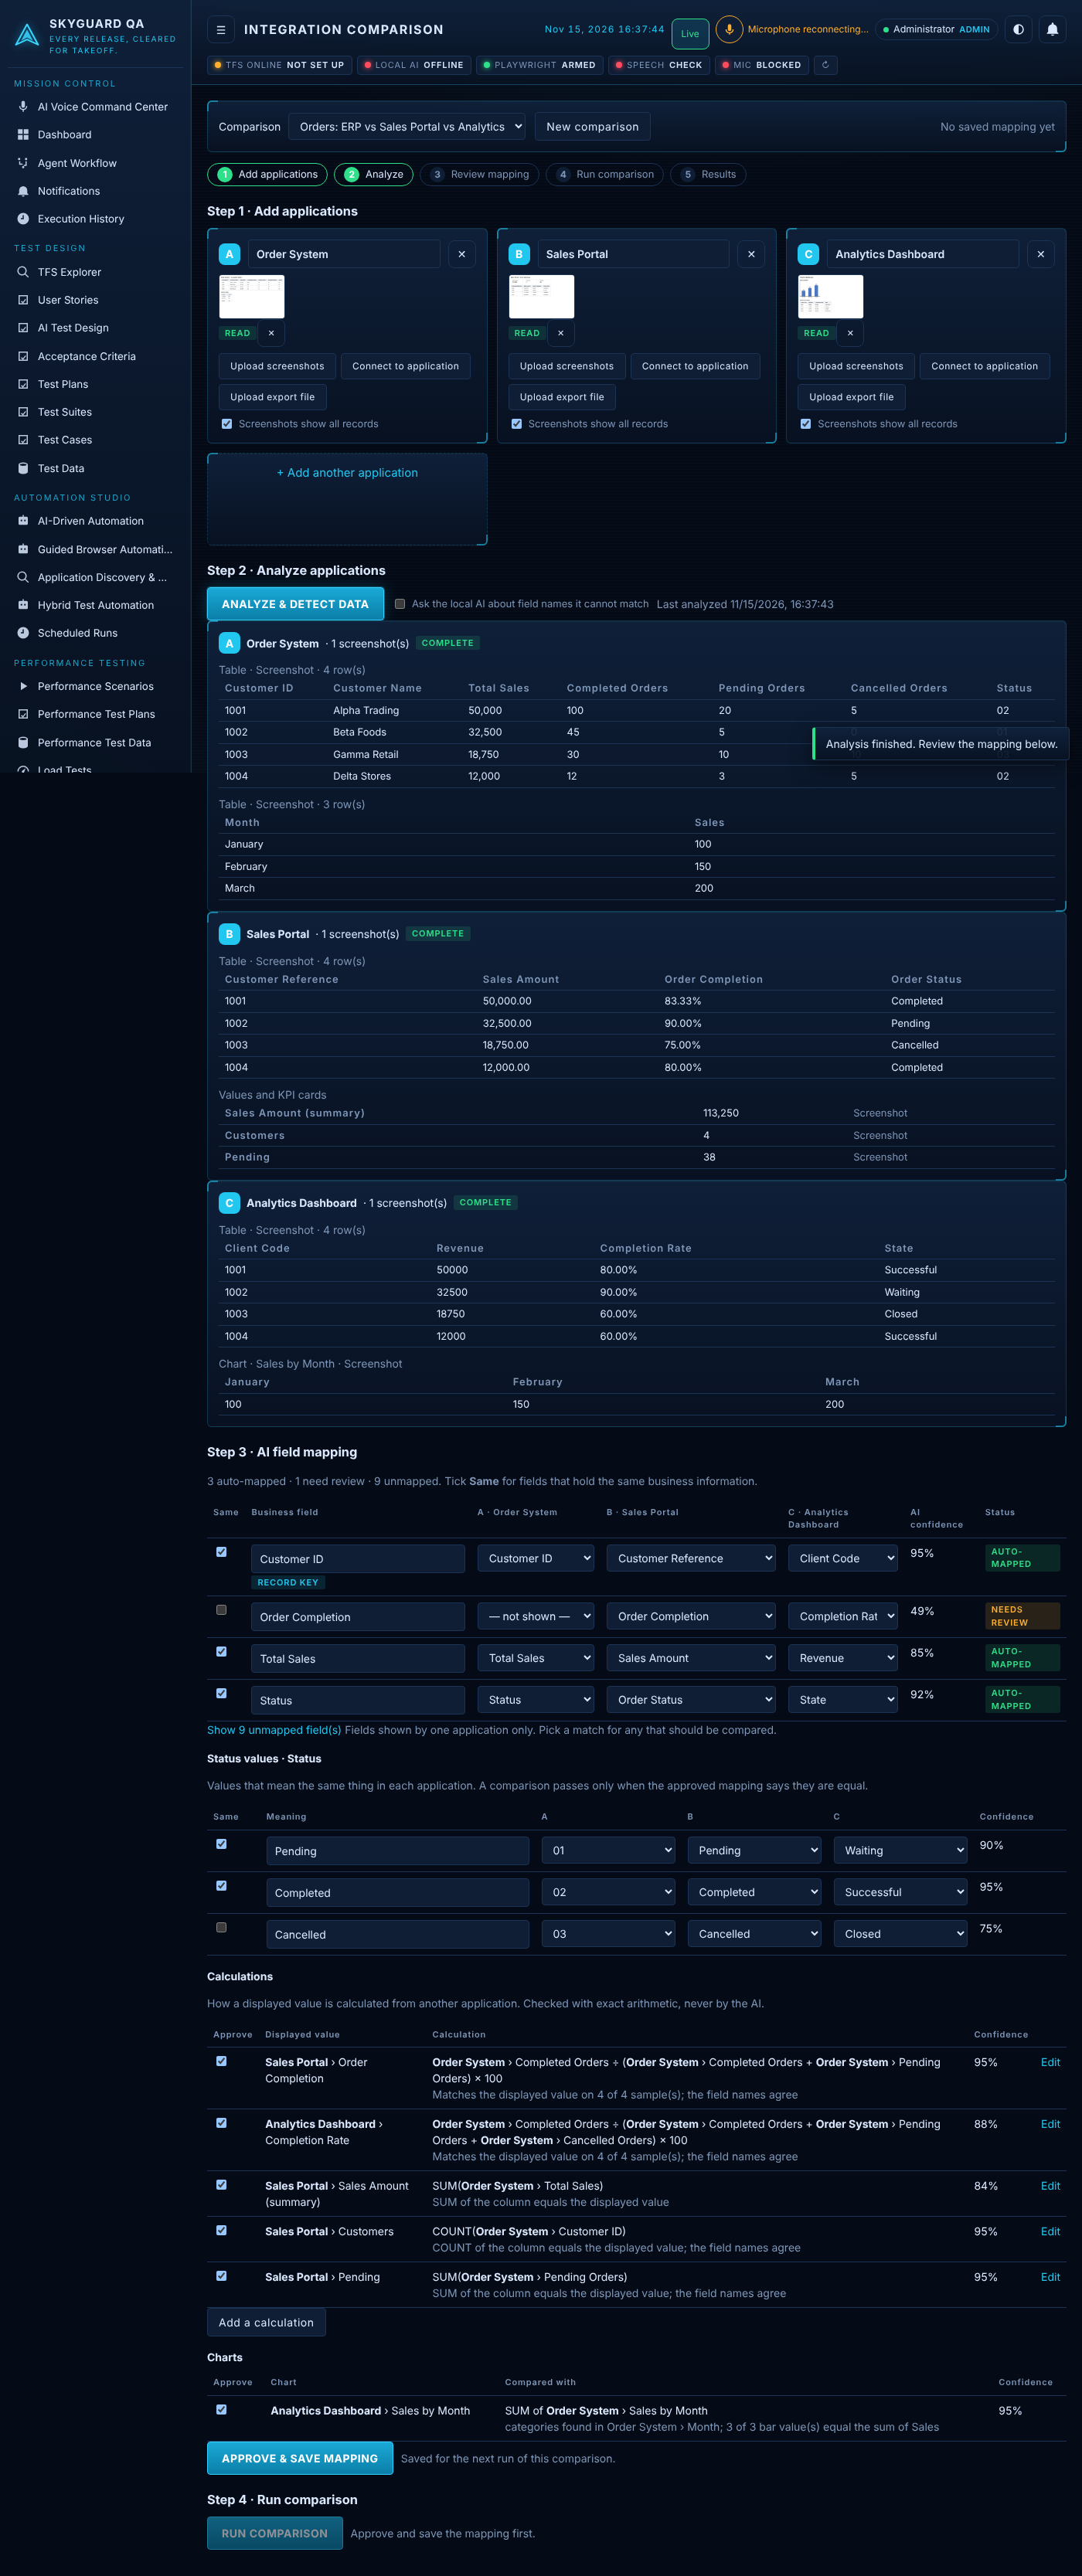 SKYGUARD QA
EVERY RELEASE, CLEARED
FOR TAKEOFF.
MISSION CONTROL
AI Voice Command Center
Dashboard
Agent Workflow
Notifications
Execution History
TEST DESIGN
TFS Explorer
User Stories
AI Test Design
Acceptance Criteria
Test Plans
Test Suites
Test Cases
Test Data
AUTOMATION STUDIO
AI-Driven Automation
Guided Browser Automati...
Application Discovery & ...
Hybrid Test Automation
Scheduled Runs
PERFORMANCE TESTING
Performance Scenarios
Performance Test Plans
Performance Test Data
Load Tests
INTEGRATION COMPARISON
Nov 15, 2026 16:37:44
Live
Microphone reconnecting...
Administrator ADMIN
TFS ONLINE NOT SET UP
LOCAL AI OFFLINE
PLAYWRIGHT ARMED
SPEECH CHECK
MIC BLOCKED
Comparison Orders: ERP vs Sales Portal vs Analytics New comparison No saved mapping yet
1 Add applications
2 Analyze
3 Review mapping
4 Run comparison
5 Results
Step 1 · Add applications
A Order System ×
READ ×
Upload screenshots Connect to application
Upload export file
Screenshots show all records
B Sales Portal ×
READ ×
Upload screenshots Connect to application
Upload export file
Screenshots show all records
C Analytics Dashboard ×
READ ×
Upload screenshots Connect to application
Upload export file
Screenshots show all records
+ Add another application
Step 2 · Analyze applications
ANALYZE & DETECT DATA Ask the local AI about field names it cannot match Last analyzed 11/15/2026, 16:37:43
A Order System · 1 screenshot(s) COMPLETE
Table · Screenshot · 4 row(s)
Customer ID Customer Name Total Sales Completed Orders Pending Orders Cancelled Orders Status
1001 Alpha Trading 50,000 100 20 5 02
1002 Beta Foods 32,500 45 5
1003 Gamma Retail 18,750 30 10
Analysis finished. Review the mapping below.
1004 Delta Stores 12,000 12 3 5 02
Table · Screenshot · 3 row(s)
Month Sales
January 100
February 150
March 200
B Sales Portal · 1 screenshot(s) COMPLETE
Table · Screenshot · 4 row(s)
Customer Reference Sales Amount Order Completion Order Status
1001 50,000.00 83.33% Completed
1002 32,500.00 90.00% Pending
1003 18,750.00 75.00% Cancelled
1004 12,000.00 80.00% Completed
Values and KPI cards
Sales Amount (summary) 113,250 Screenshot
Customers 4 Screenshot
Pending 38 Screenshot
C Analytics Dashboard · 1 screenshot(s) COMPLETE
Table · Screenshot · 4 row(s)
Client Code Revenue Completion Rate State
1001 50000 80.00% Successful
1002 32500 90.00% Waiting
1003 18750 60.00% Closed
1004 12000 60.00% Successful
Chart · Sales by Month · Screenshot
January February March
100 150 200
Step 3 · AI field mapping
3 auto-mapped · 1 need review · 9 unmapped. Tick Same for fields that hold the same business information.
Same Business field A · Order System B · Sales Portal C · Analytics Dashboard AI confidence Status
Customer ID Customer ID Customer Reference Client Code 95% AUTO-MAPPED
RECORD KEY
Order Completion — not shown — Order Completion Completion Rat 49% NEEDS REVIEW
Total Sales Total Sales Sales Amount Revenue 85% AUTO-MAPPED
Status Status Order Status State 92% AUTO-MAPPED
Show 9 unmapped field(s) Fields shown by one application only. Pick a match for any that should be compared.
Status values · Status
Values that mean the same thing in each application. A comparison passes only when the approved mapping says they are equal.
Same Meaning A B C Confidence
Pending 01 Pending Waiting 90%
Completed 02 Completed Successful 95%
Cancelled 03 Cancelled Closed 75%
Calculations
How a displayed value is calculated from another application. Checked with exact arithmetic, never by the AI.
Approve Displayed value Calculation Confidence
Sales Portal › Order Completion Order System › Completed Orders ÷ (Order System › Completed Orders + Order System › Pending Orders) × 100 95% Edit
Matches the displayed value on 4 of 4 sample(s); the field names agree
Analytics Dashboard › Completion Rate Order System › Completed Orders ÷ (Order System › Completed Orders + Order System › Pending Orders + Order System › Cancelled Orders) × 100 88% Edit
Matches the displayed value on 4 of 4 sample(s); the field names agree
Sales Portal › Sales Amount (summary) SUM(Order System › Total Sales) 84% Edit
SUM of the column equals the displayed value
Sales Portal › Customers COUNT(Order System › Customer ID) 95% Edit
COUNT of the column equals the displayed value; the field names agree
Sales Portal › Pending SUM(Order System › Pending Orders) 95% Edit
SUM of the column equals the displayed value; the field names agree
Add a calculation
Charts
Approve Chart Compared with Confidence
Analytics Dashboard › Sales by Month SUM of Order System › Sales by Month 95%
categories found in Order System › Month; 3 of 3 bar value(s) equal the sum of Sales
APPROVE & SAVE MAPPING Saved for the next run of this comparison.
Step 4 · Run comparison
RUN COMPARISON Approve and save the mapping first.